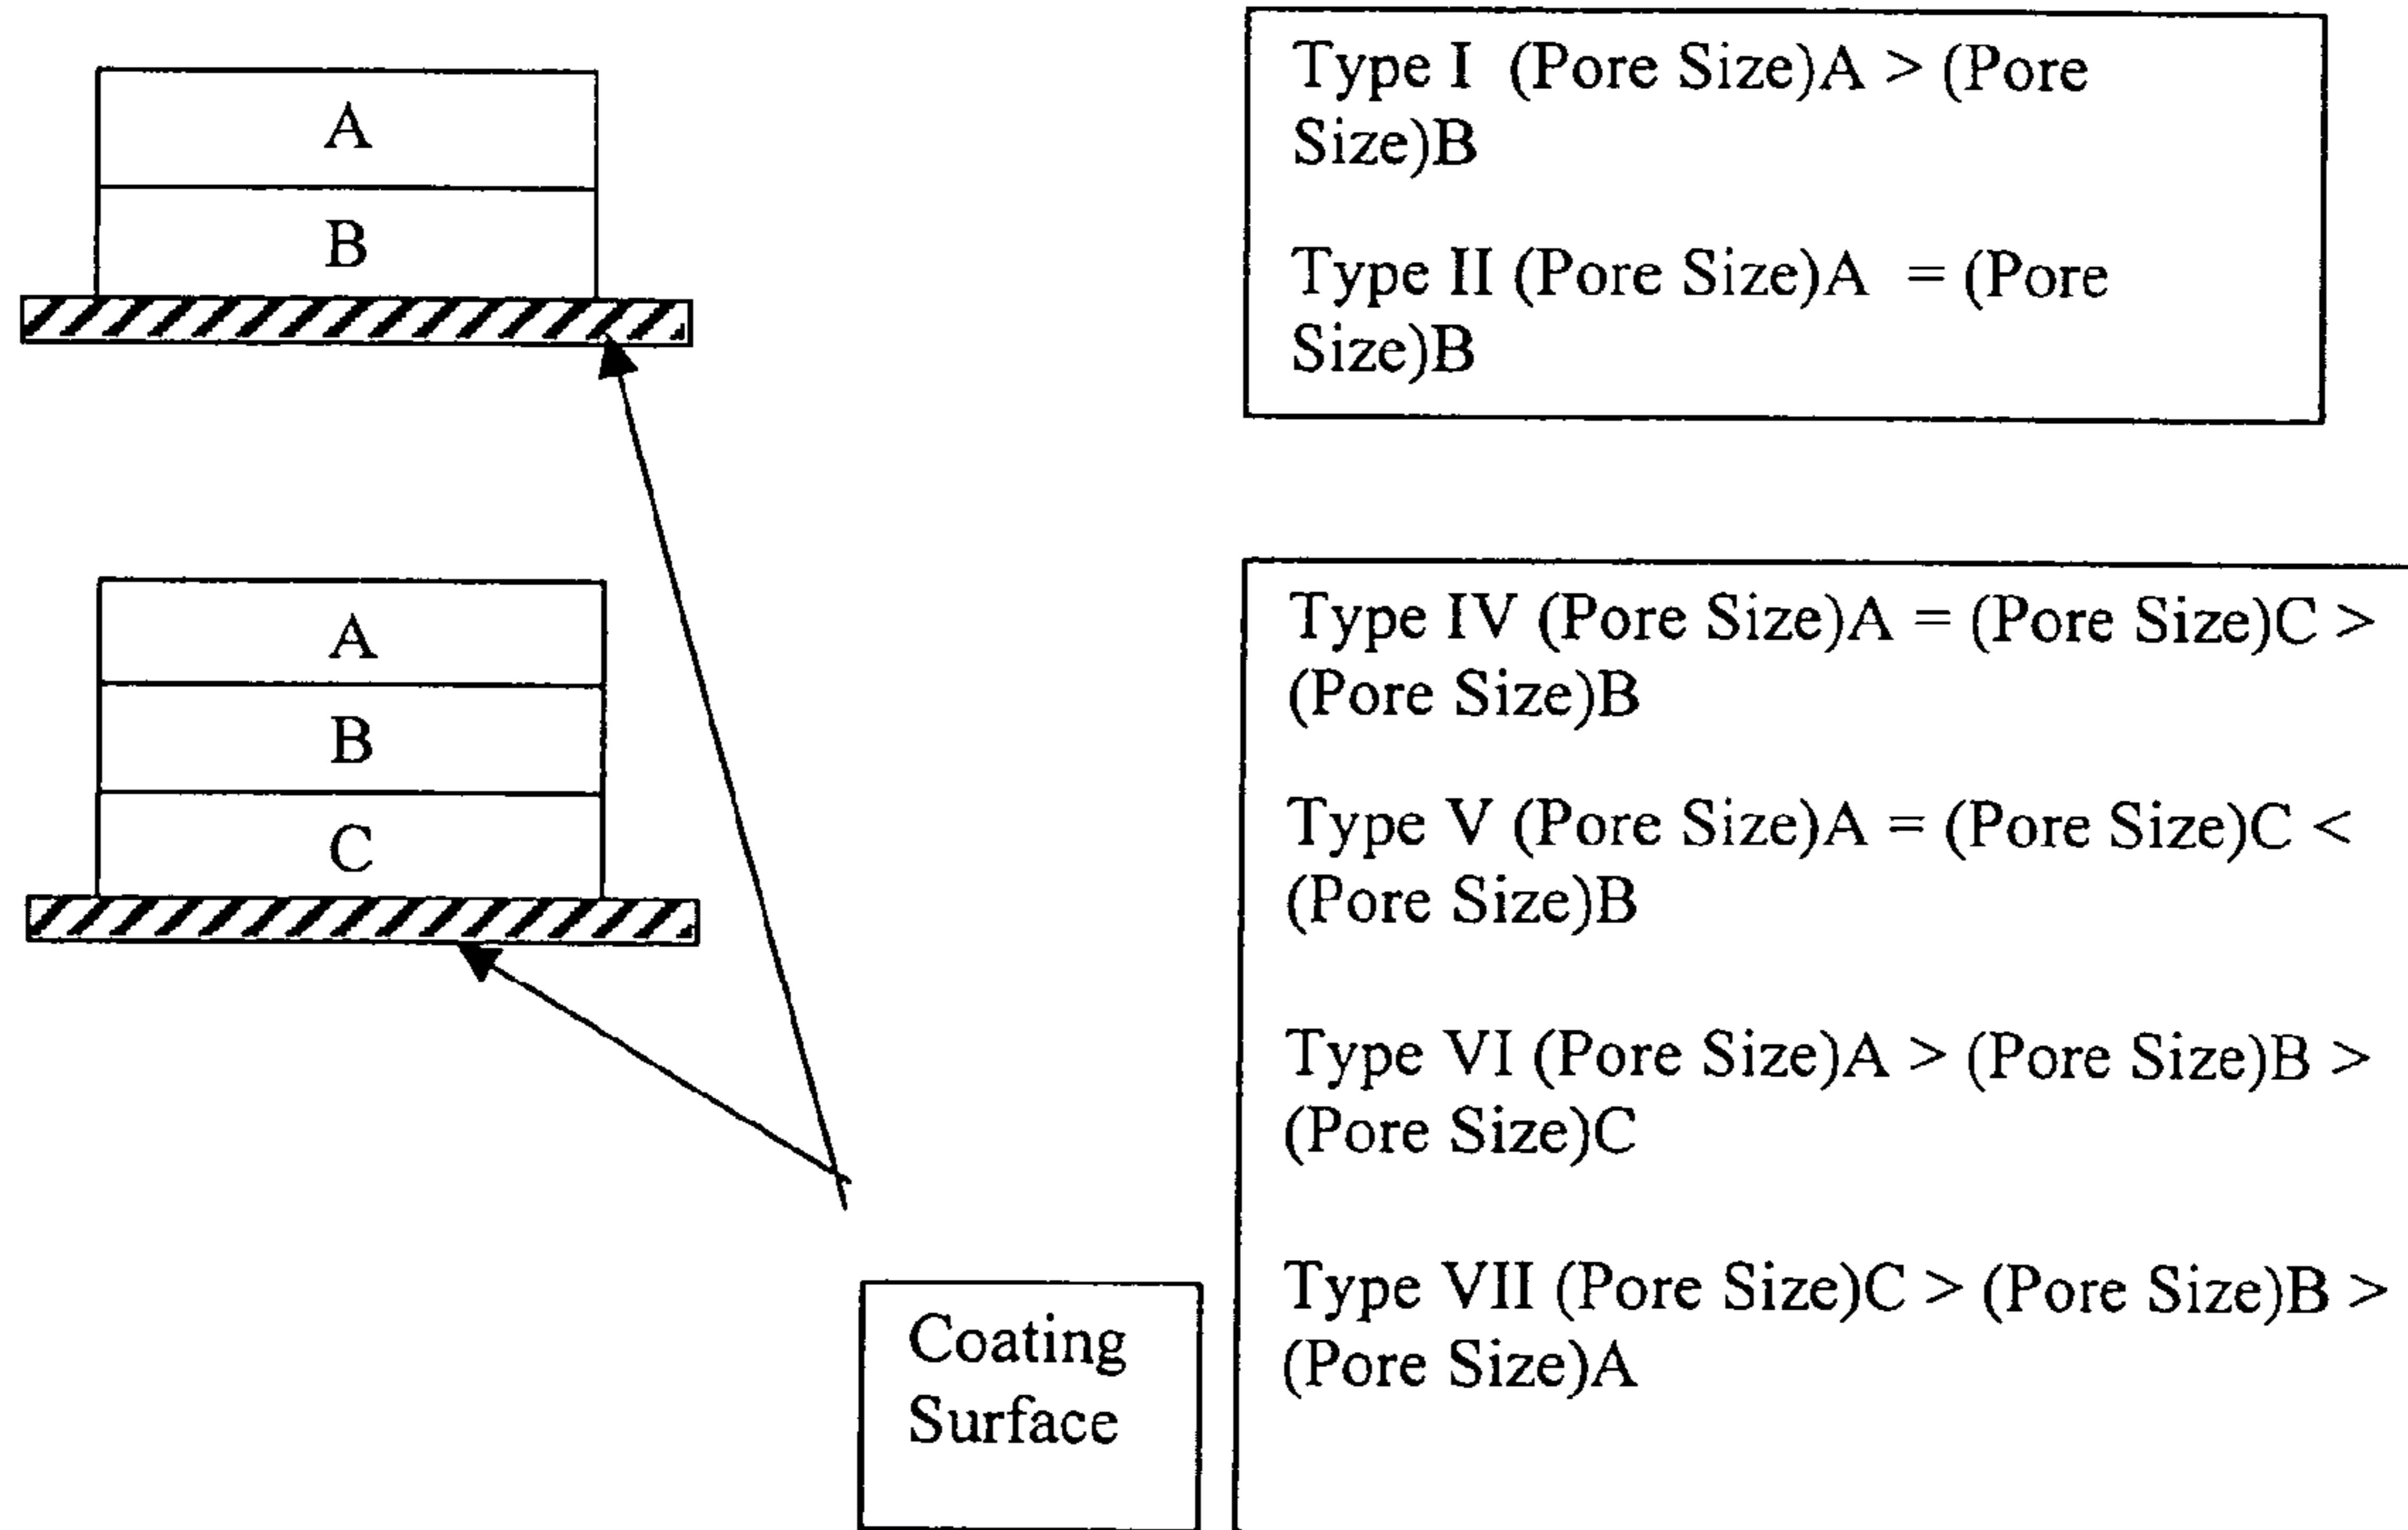 A
B
Type I (Pore Size)A > (Pore
Size)B
Type II (Pore Size)A = (Pore
Size)B
A
B
C
Type IV (Pore Size)A = (Pore Size)C >
(Pore Size)B
Type V (Pore Size)A = (Pore Size)C <
(Pore Size)B
Type VI (Pore Size)A > (Pore Size)B >
(Pore Size)C
Type VII (Pore Size)C > (Pore Size)B >
(Pore Size)A
Coating
Surface